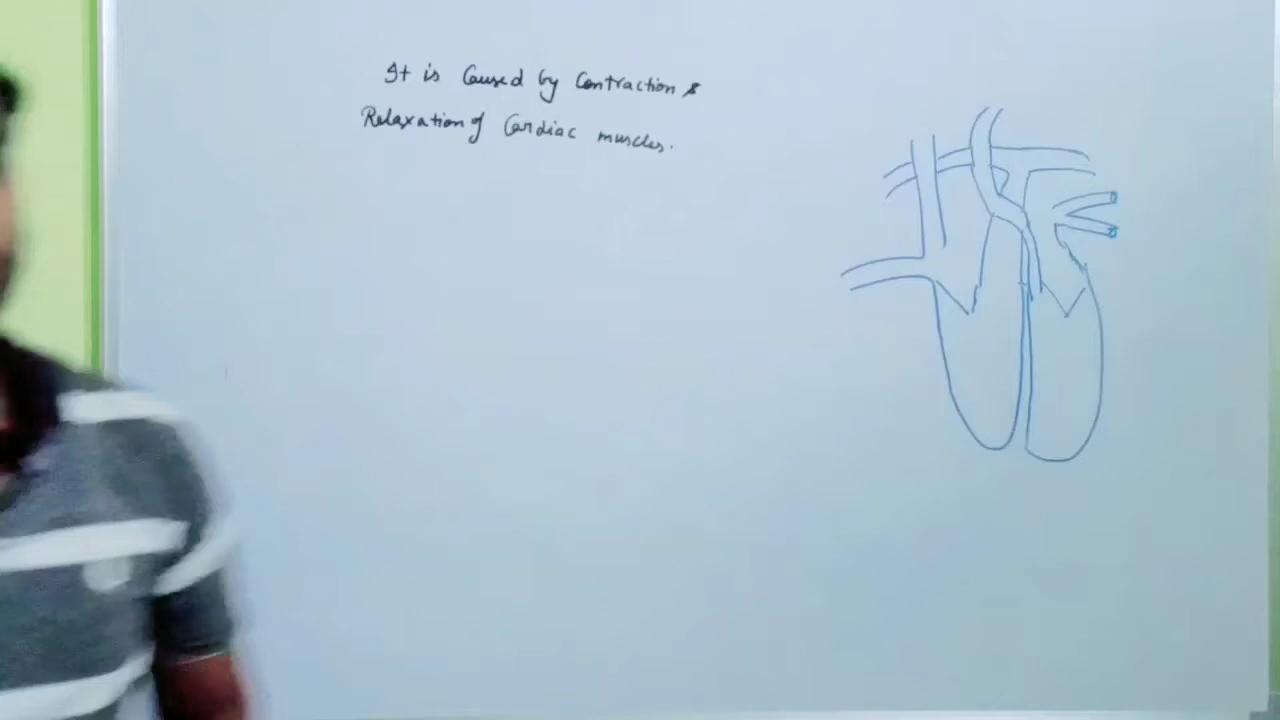 It is Caused by Contraction &
Relaxation of Cardiac muscles.